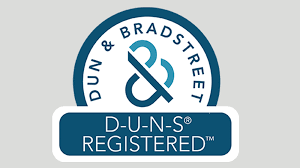 DUN & BRADSTREET
&
D-U-N-S®
REGISTERED™